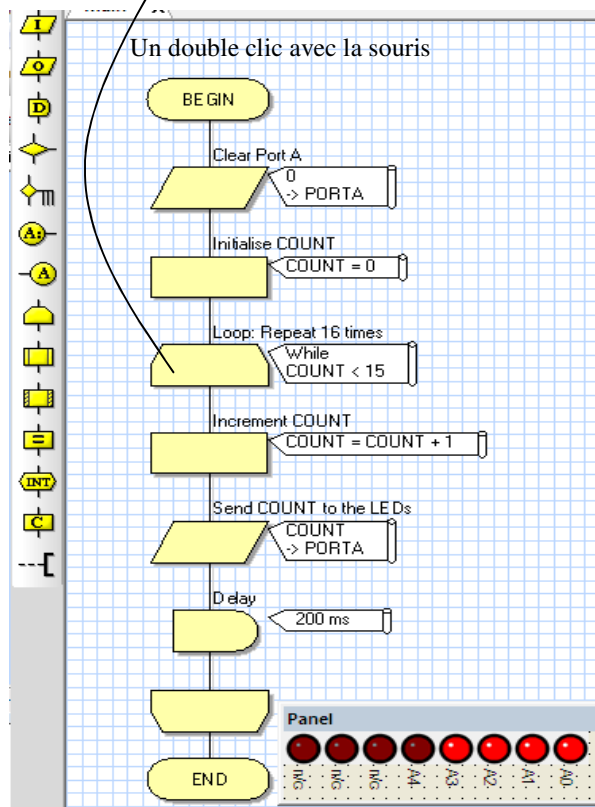 Un double clic avec la souris
BEGIN
Clear Port A
0
-> PORTA
Initialise COUNT
COUNT = 0
Loop: Repeat 16 times
While
COUNT < 15
Increment COUNT
COUNT = COUNT + 1
Send COUNT to the LEDs
COUNT
-> PORTA
Delay
200 ms
END
I
O
D
A:
A
=
INT
C
Panel
n/G n/G n/G A4 A3 A2 A1 A0